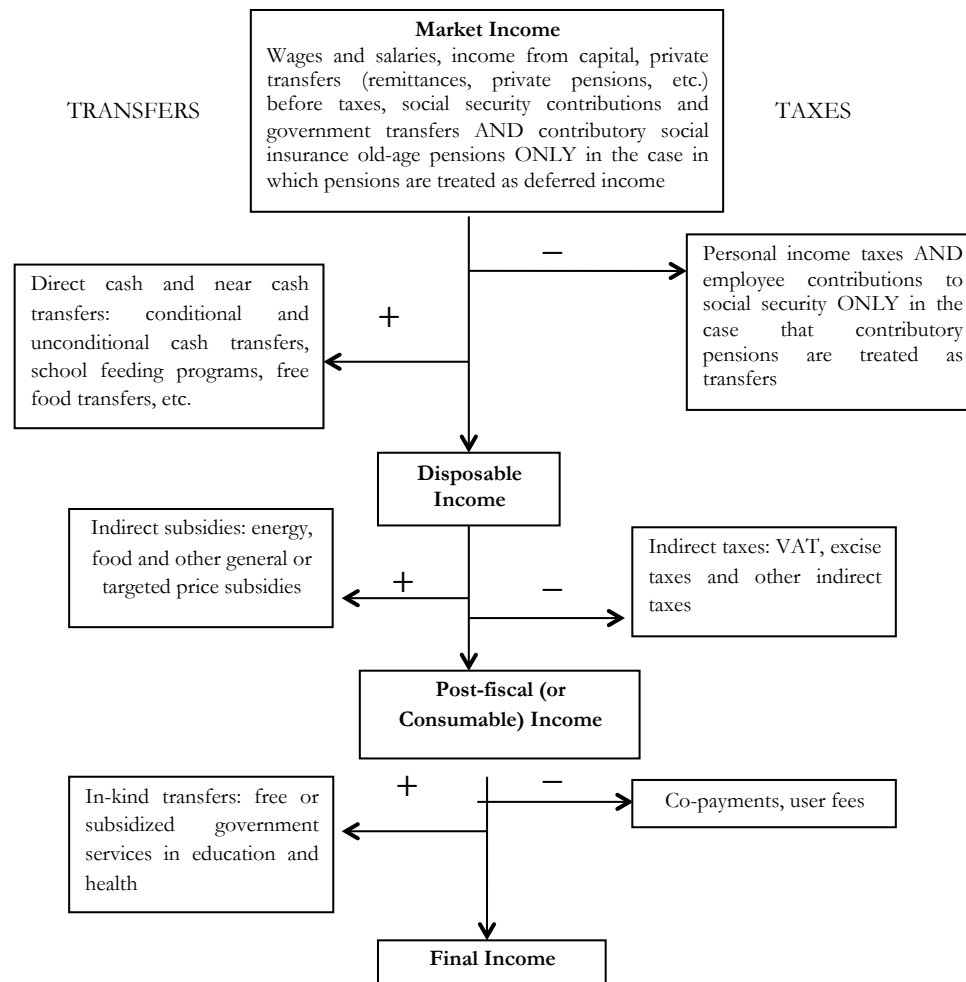 Market Income
Wages and salaries, income from capital, private
transfers (remittances, private pensions, etc.)
before taxes, social security contributions and
government transfers AND contributory social
insurance old-age pensions ONLY in the case in
which pensions are treated as deferred income
TRANSFERS
TAXES
−
Personal income taxes AND
employee contributions to
social security ONLY in the
case that contributory
pensions are treated as
transfers
Direct cash and near cash
transfers: conditional and
unconditional cash transfers,
school feeding programs, free
food transfers, etc.
+
Disposable
Income
Indirect subsidies: energy,
food and other general or
targeted price subsidies
+
−
Indirect taxes: VAT, excise
taxes and other indirect
taxes
Post-fiscal (or
Consumable) Income
In-kind transfers: free or
subsidized government
services in education and
health
+
−
Co-payments, user fees
Final Income